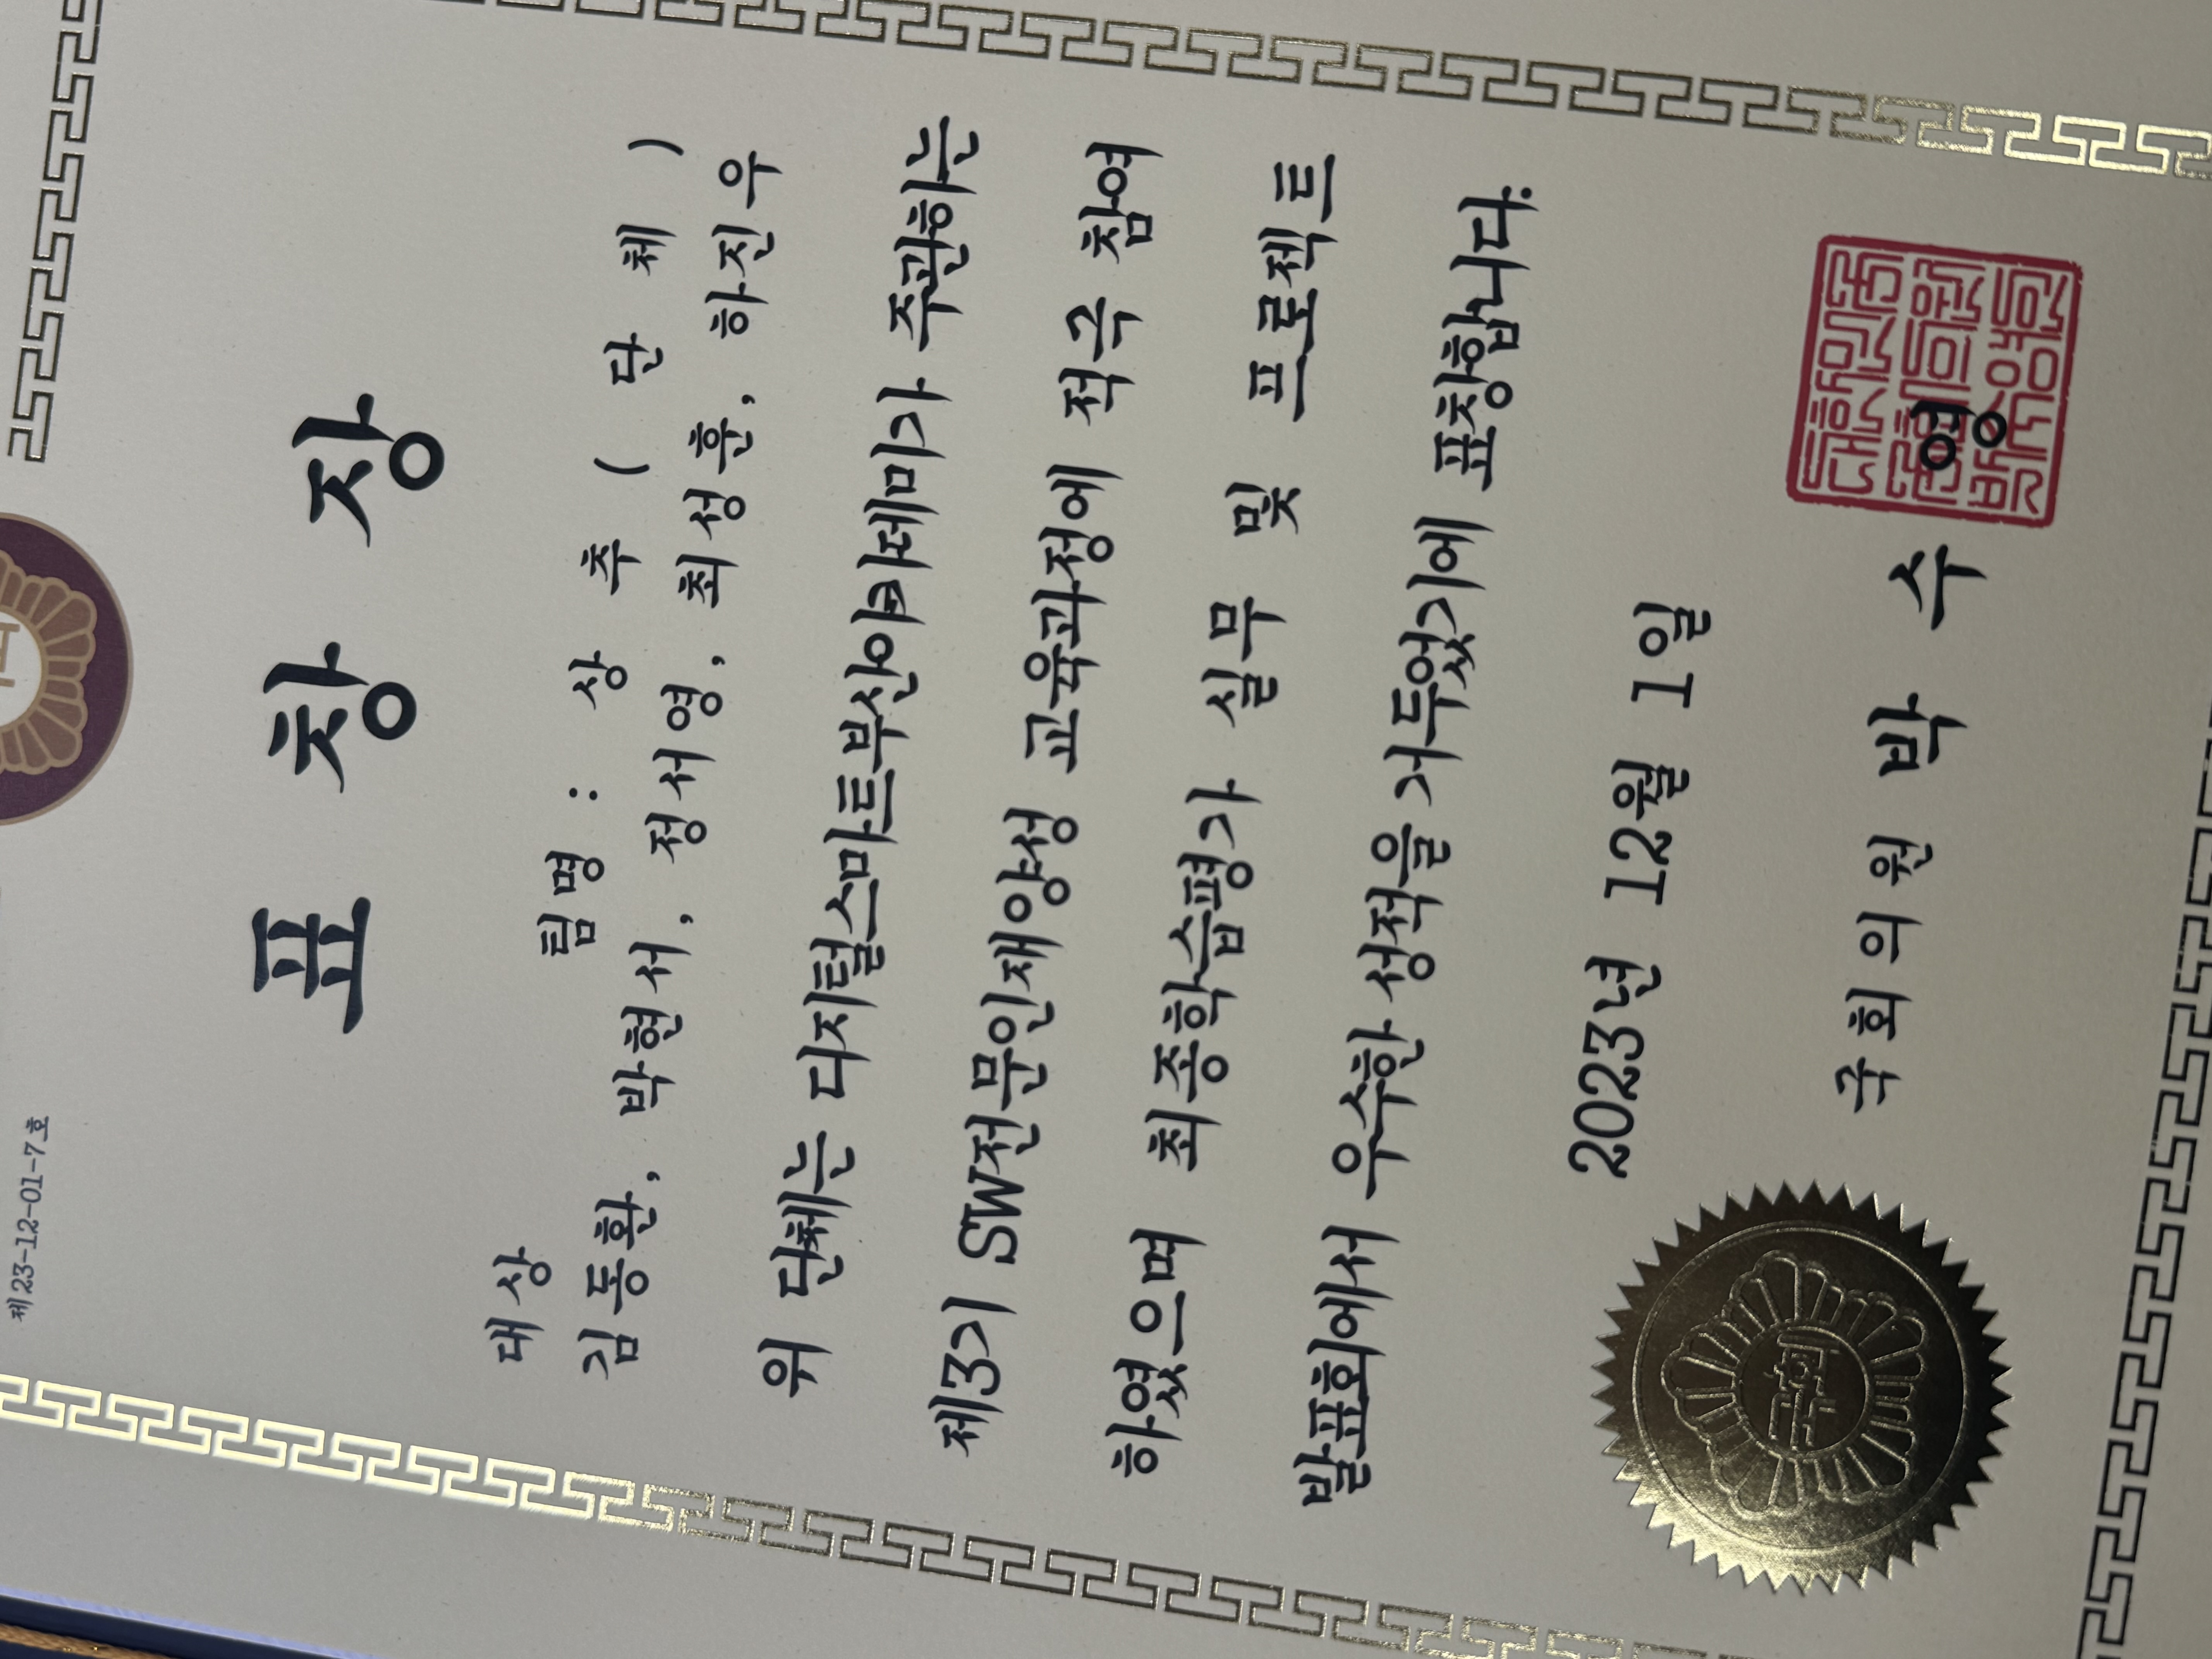 제 23-12-01-7 호
표 창 장
대상
팀명 : 상 추 ( 단 체 )
김동환, 박현서, 정서영, 최성훈, 하진우
위 단체는 디지털스마트부산아카데미가 주관하는
제3기 SW전문인재양성 교육과정에 적극 참여
하였으며 최종학습평가 실무 및 프로젝트
발표회에서 우수한 성적을 거두었기에 표창합니다.
2023년 12월 1일
국회
국회의원 박 수 영
대한민국
국회의원
박수영인